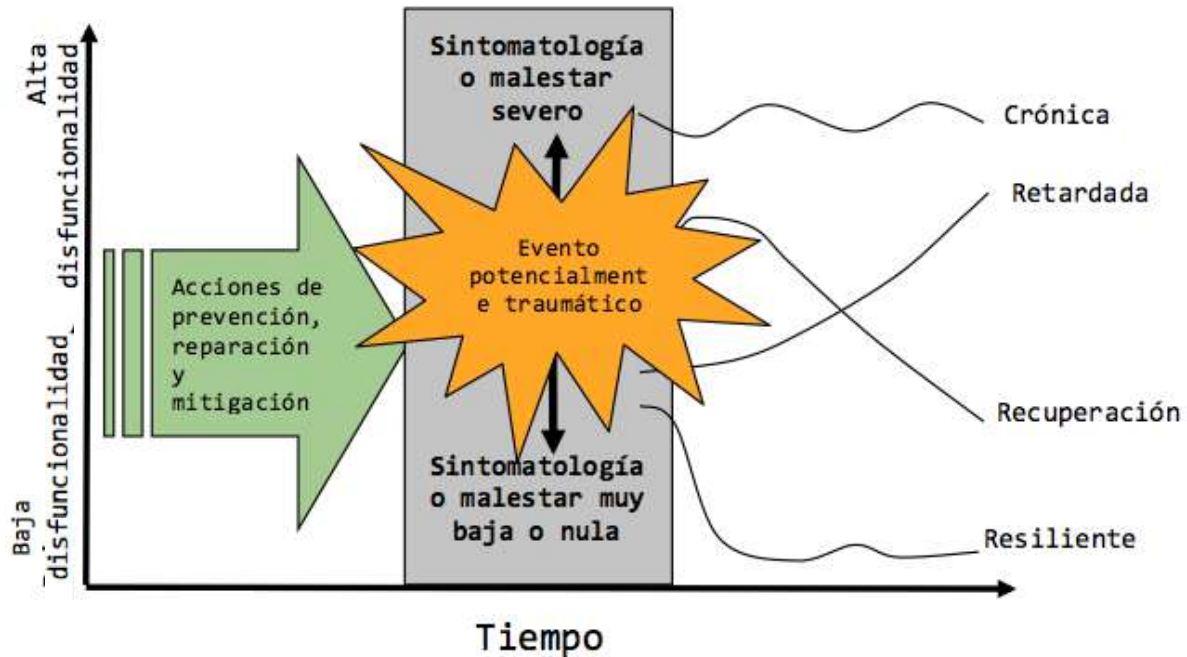 Alta
disfuncionalidad
Baja
disfuncionalidad
Acciones de
prevención,
reparación
y
mitigación
Sintomatología
o malestar
severo
Evento
potencialment
e traumático
Sintomatología
o malestar muy
baja o nula
Crónica
Retardada
Recuperación
Resiliente
Tiempo